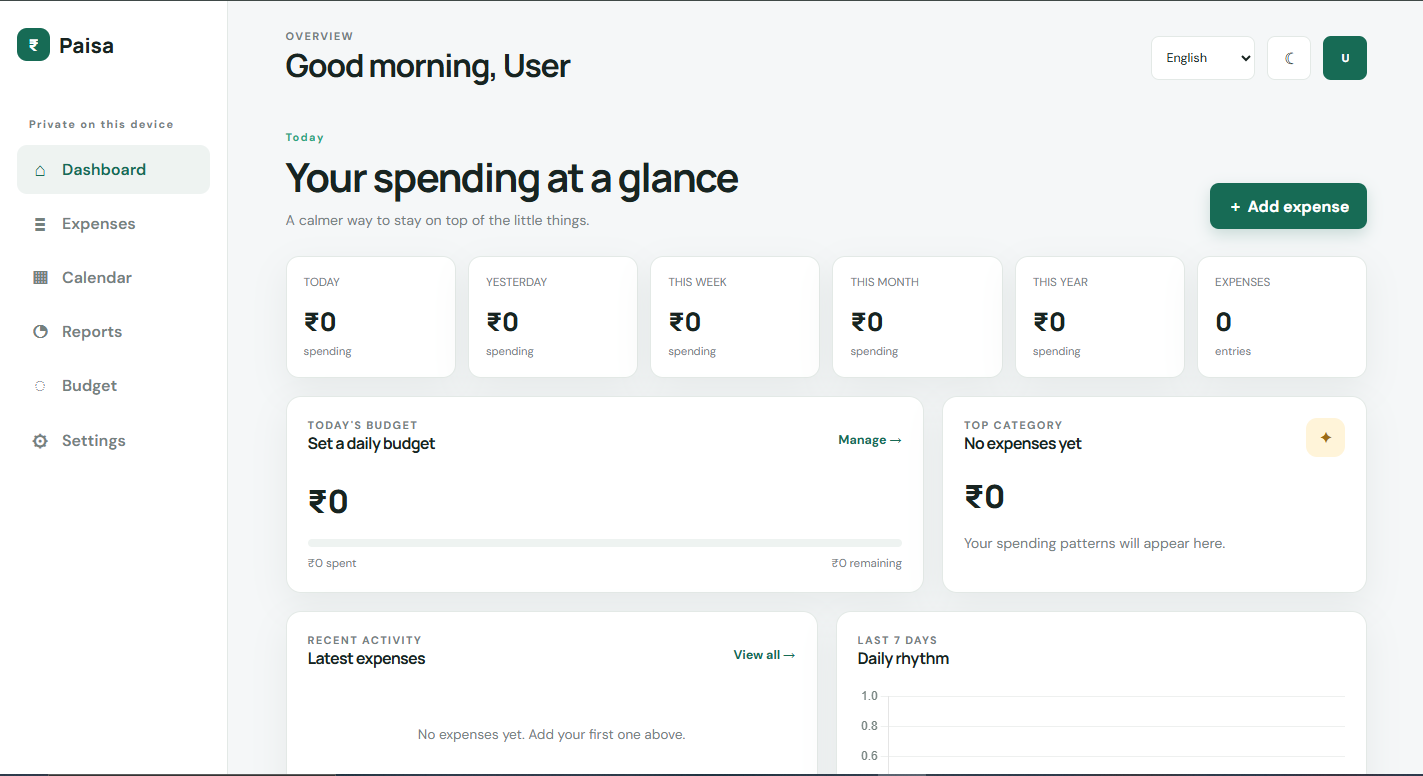 ₹ Paisa
Private on this device
Dashboard
Expenses
Calendar
Reports
Budget
Settings
OVERVIEW
Good morning, User
English
U
Today
Your spending at a glance
A calmer way to stay on top of the little things.
+ Add expense
TODAY
₹0
spending
YESTERDAY
₹0
spending
THIS WEEK
₹0
spending
THIS MONTH
₹0
spending
THIS YEAR
₹0
spending
EXPENSES
0
entries
TODAY'S BUDGET
Set a daily budget
Manage →
₹0
₹0 spent
₹0 remaining
TOP CATEGORY
No expenses yet
₹0
Your spending patterns will appear here.
RECENT ACTIVITY
Latest expenses
View all →
No expenses yet. Add your first one above.
LAST 7 DAYS
Daily rhythm
1.0
0.8
0.6